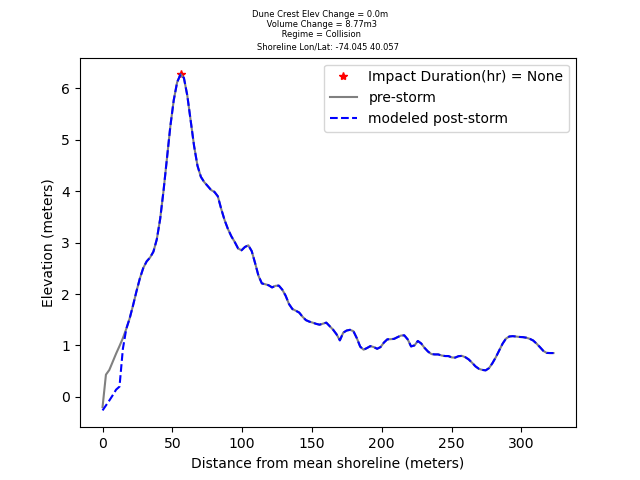 Dune Crest Elev Change = 0.0m
Volume Change = 8.77m3
Regime = Collision
Shoreline Lon/Lat: -74.045 40.057
Impact Duration(hr) = None
pre-storm
modeled post-storm
Elevation (meters)
6
5
4
3
2
1
0
0 50 100 150 200 250 300
Distance from mean shoreline (meters)